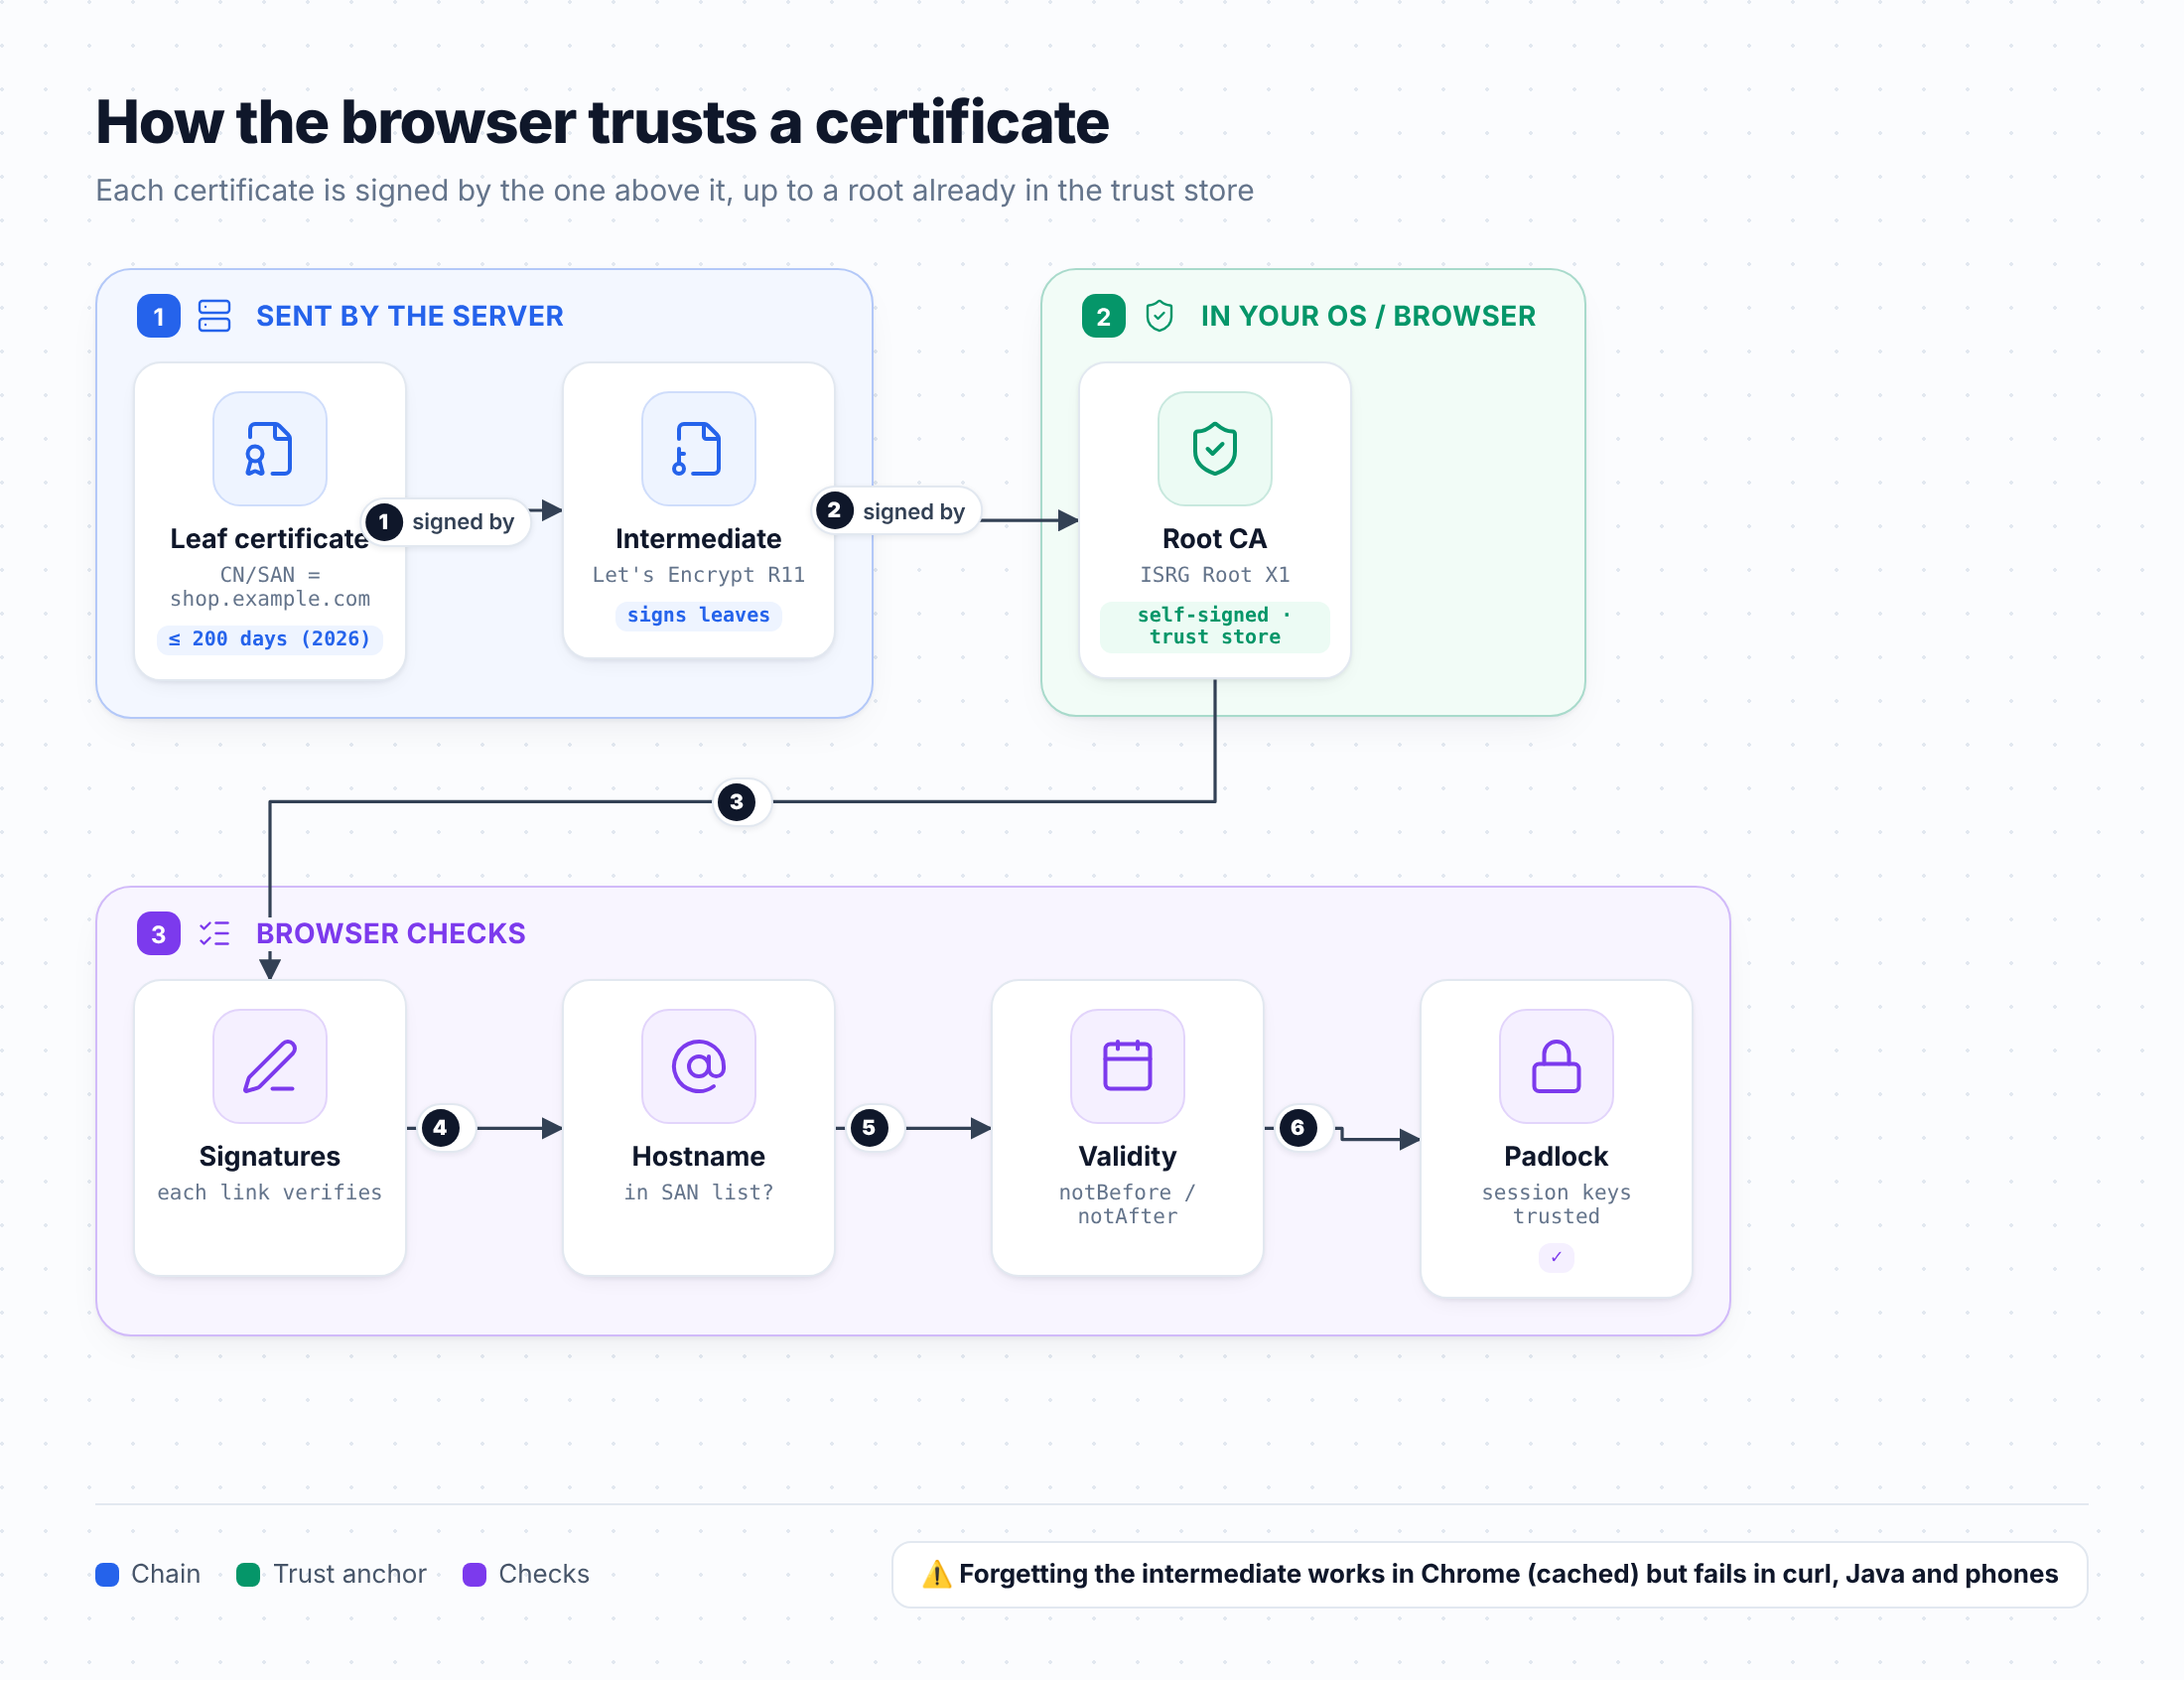 How the browser trusts a certificate
Each certificate is signed by the one above it, up to a root already in the trust store
1 SENT BY THE SERVER
Leaf certificate
CN/SAN =
shop.example.com
≤ 200 days (2026)
1 signed by
Intermediate
Let's Encrypt R11
signs leaves
2 signed by
2 IN YOUR OS / BROWSER
Root CA
ISRG Root X1
self-signed ·
trust store
3
3 BROWSER CHECKS
Signatures
each link verifies
4
Hostname
in SAN list?
5
Validity
notBefore /
notAfter
6
Padlock
session keys
trusted
✓
Chain
Trust anchor
Checks
⚠️ Forgetting the intermediate works in Chrome (cached) but fails in curl, Java and phones